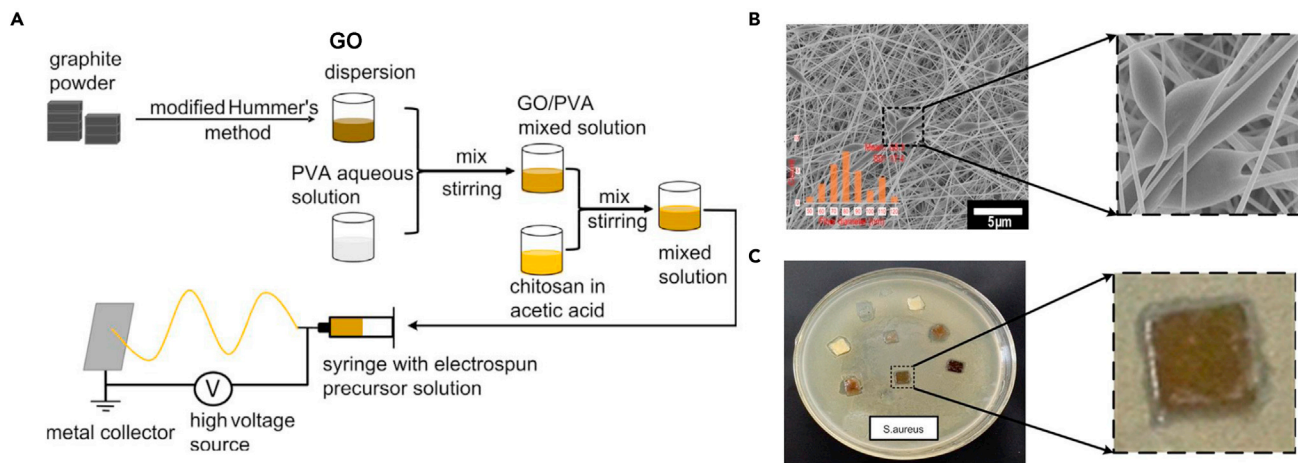 A
graphite
powder
modified Hummer's
method
GO
dispersion
PVA aqueous
solution
mix
stirring
GO/PVA
mixed solution
chitosan in
acetic acid
mix
stirring
mixed
solution
syringe with electrospun
precursor solution
V
high voltage
source
metal collector
B
5μm
C
S.aureus